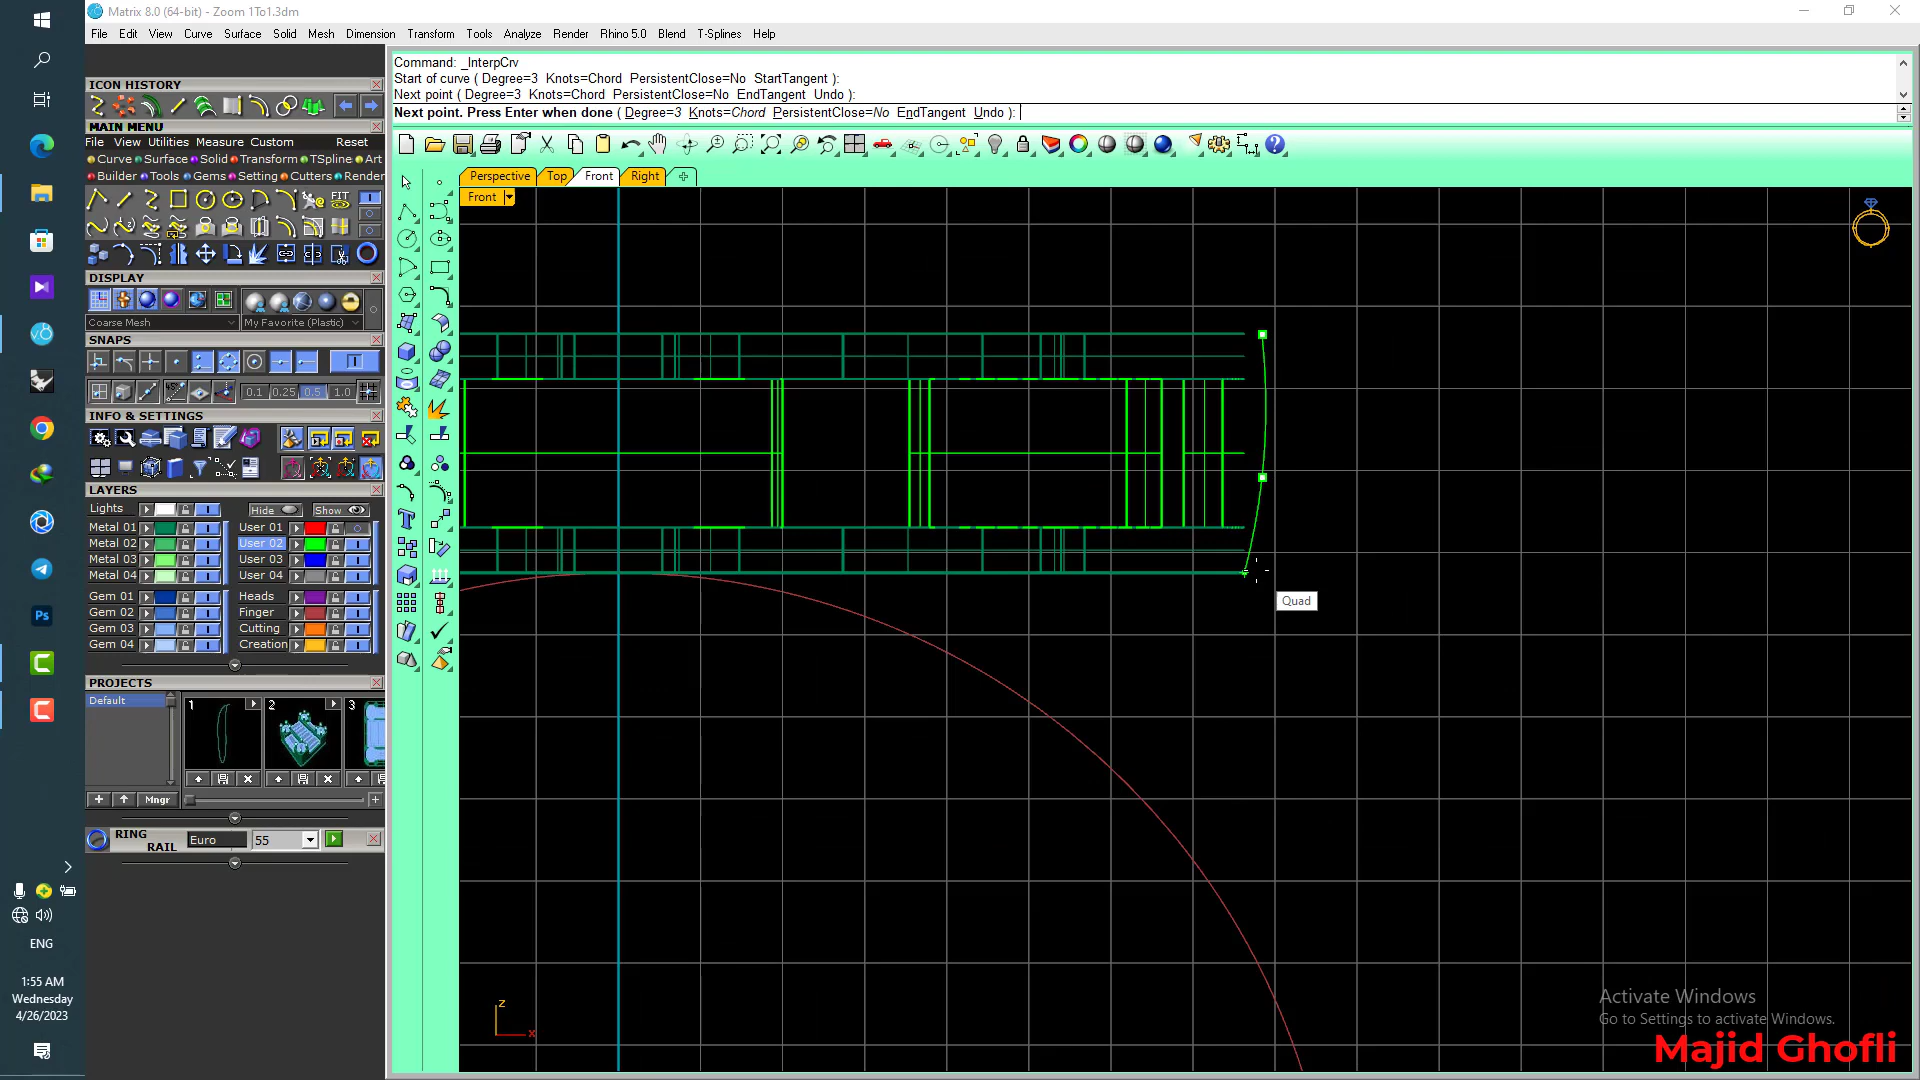 Matrix 8.0 (64-bit) - Zoom 1To1.3dm
File Edit View Curve Surface Solid Mesh Dimension Transform Tools Analyze Render Rhino 5.0 Blend T-Splines Help
Command: _InterpCrv
Start of curve ( Degree=3 Knots=Chord PersistentClose=No StartTangent ):
Next point ( Degree=3 Knots=Chord PersistentClose=No EndTangent Undo ):
Next point. Press Enter when done ( Degree=3 Knots=Chord PersistentClose=No EndTangent Undo ):
ICON HISTORY
MAIN MENU
File View Utilities Measure Custom Reset
Curve Surface Solid Transform TSpline Art
Builder Tools Gems Setting Cutters Render
FIT
DISPLAY
Coarse Mesh My Favorite (Plastic)
SNAPS
0.1 0.25 0.5 1.0
INFO & SETTINGS
LAYERS
Lights Hide Show
Metal 01 User 01
Metal 02 User 02
Metal 03 User 03
Metal 04 User 04
Gem 01 Heads
Gem 02 Finger
Gem 03 Cutting
Gem 04 Creation
PROJECTS
Default 1 2 3
Mngr
RING RAIL Euro 55
Perspective Top Front Right
Front
Quad
z
x
Ps
ENG
1:55 AM
Wednesday
4/26/2023
Activate Windows
Go to Settings to activate Windows.
Majid Ghofli